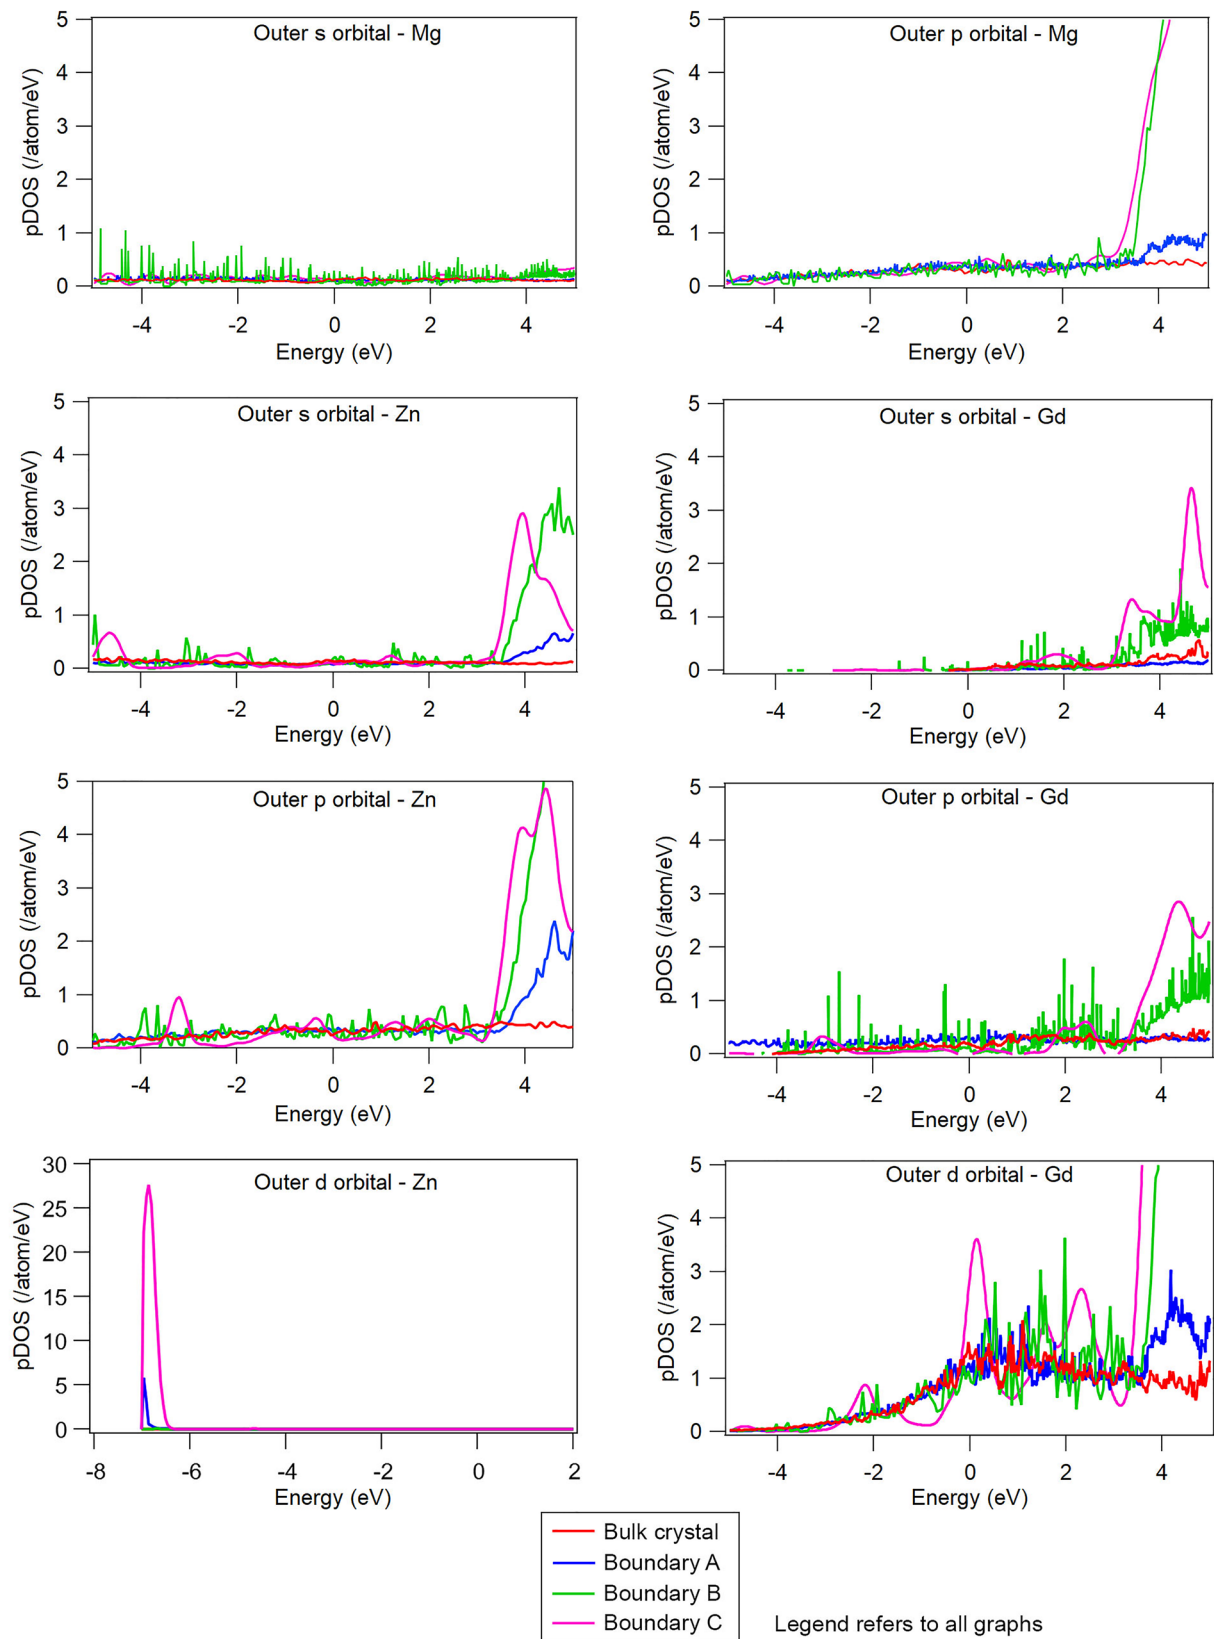 Outer s orbital - Mg
pDOS (/atom/eV)
5
4
3
2
1
0
-4 -2 0 2 4
Energy (eV)
Outer p orbital - Mg
pDOS (/atom/eV)
5
4
3
2
1
0
-4 -2 0 2 4
Energy (eV)
Outer s orbital - Zn
pDOS (/atom/eV)
5
4
3
2
1
0
-4 -2 0 2 4
Energy (eV)
Outer s orbital - Gd
pDOS (/atom/eV)
5
4
3
2
1
0
-4 -2 0 2 4
Energy (eV)
Outer p orbital - Zn
pDOS (/atom/eV)
5
4
3
2
1
0
-4 -2 0 2 4
Energy (eV)
Outer p orbital - Gd
pDOS (/atom/eV)
5
4
3
2
1
0
-4 -2 0 2 4
Energy (eV)
Outer d orbital - Zn
pDOS (/atom/eV)
30
25
20
15
10
5
0
-8 -6 -4 -2 0 2
Energy (eV)
Outer d orbital - Gd
pDOS (/atom/eV)
5
4
3
2
1
0
-4 -2 0 2 4
Energy (eV)
Bulk crystal
Boundary A
Boundary B
Boundary C
Legend refers to all graphs